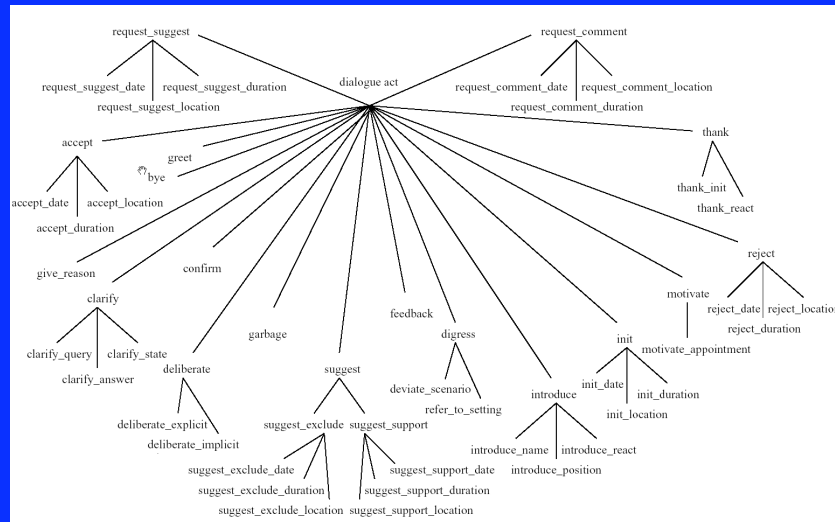 request_suggest
request_comment
request_suggest_date
request_suggest_duration
request_suggest_location
dialogue act
request_comment_date
request_comment_location
request_comment_duration
accept
greet
bye
thank
accept_date
accept_location
accept_duration
thank_init
thank_react
give_reason
confirm
reject
clarify
motivate
reject_date
reject_location
reject_duration
clarify_query
clarify_state
clarify_answer
garbage
feedback
digress
init
motivate_appointment
deliberate
suggest
deviate_scenario
refer_to_setting
introduce
init_date
init_duration
init_location
deliberate_explicit
deliberate_implicit
suggest_exclude
suggest_support
introduce_name
introduce_react
introduce_position
suggest_exclude_date
suggest_support_date
suggest_exclude_duration
suggest_support_duration
suggest_exclude_location
suggest_support_location